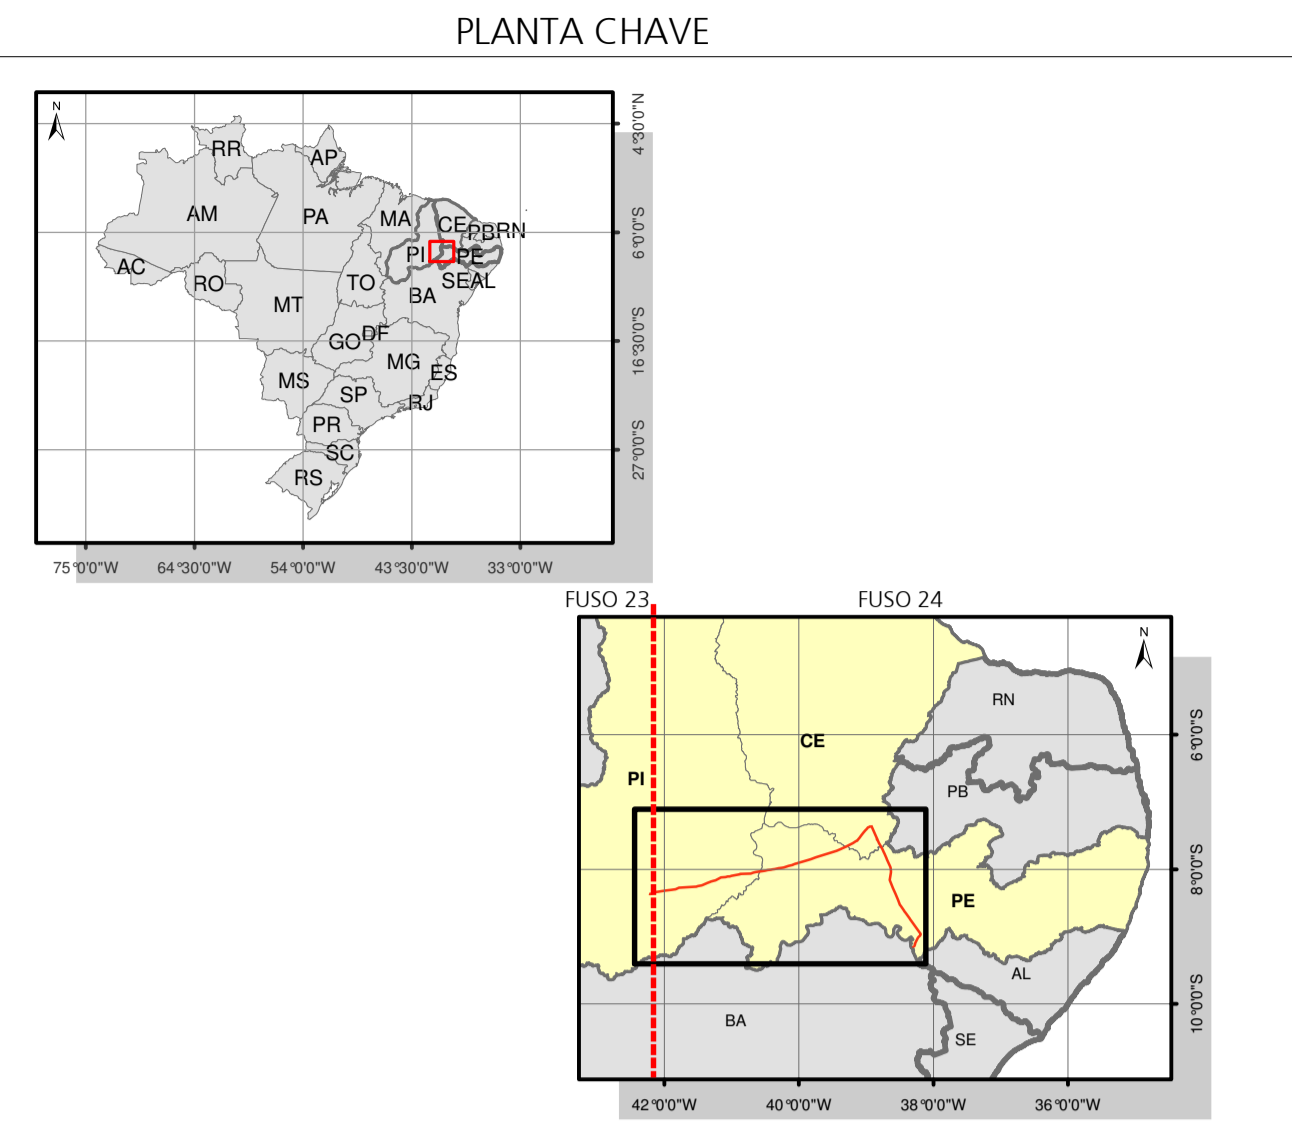 PLANTA CHAVE
N
4°30'0"N
6°0'0"S
16°30'0"S
27°0'0"S
RR
AP
AM
PA
MA
CE
PB
RN
PI
PE
AC
RO
TO
SE
AL
MT
BA
DF
GO
MG
ES
MS
SP
RJ
PR
SC
RS
75°0'0"W
64°30'0"W
54°0'0"W
43°30'0"W
33°0'0"W
FUSO 23
FUSO 24
N
RN
6°0'0"S
CE
PI
PB
8°0'0"S
PE
AL
10°0'0"S
BA
SE
42°0'0"W
40°0'0"W
38°0'0"W
36°0'0"W